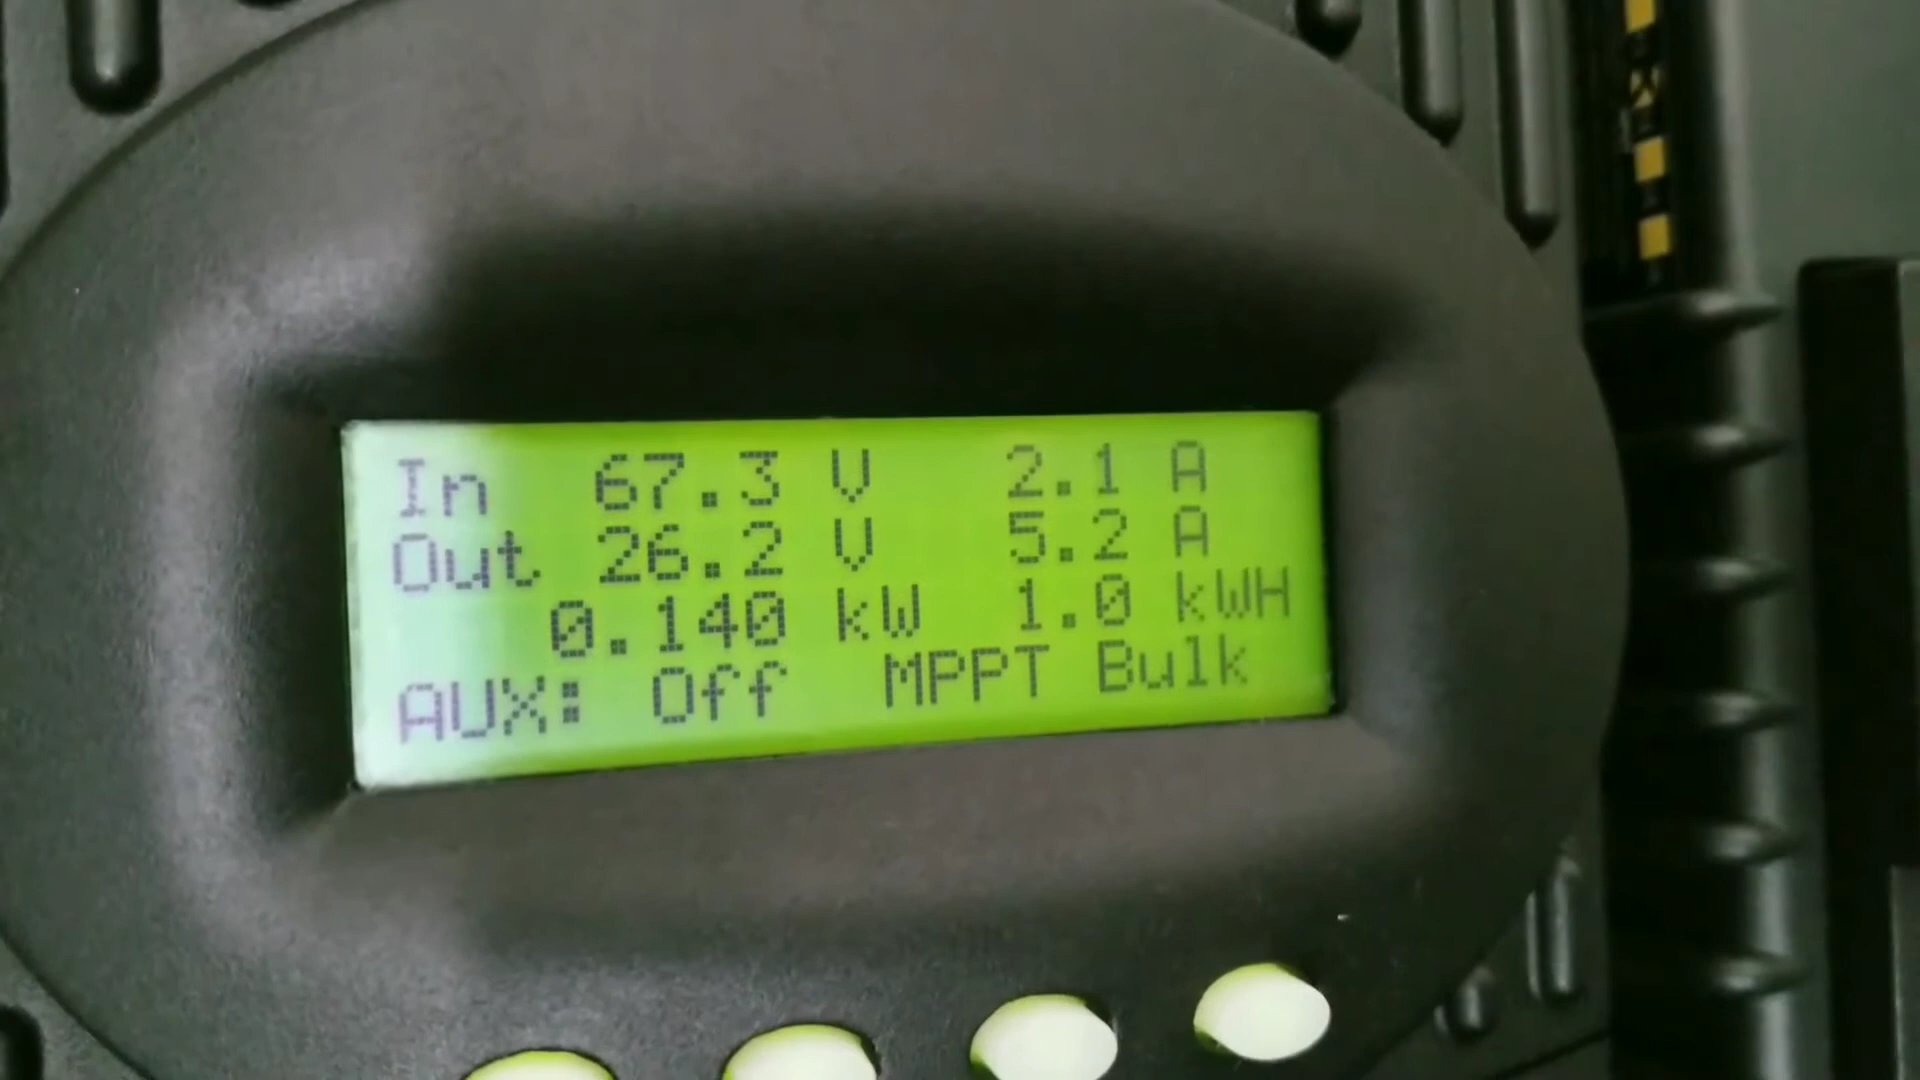 In 67.3 V 2.1 A
Out 26.2 V 5.2 A
0.140 kW 1.0 kWH
AUX: Off MPPT Bulk